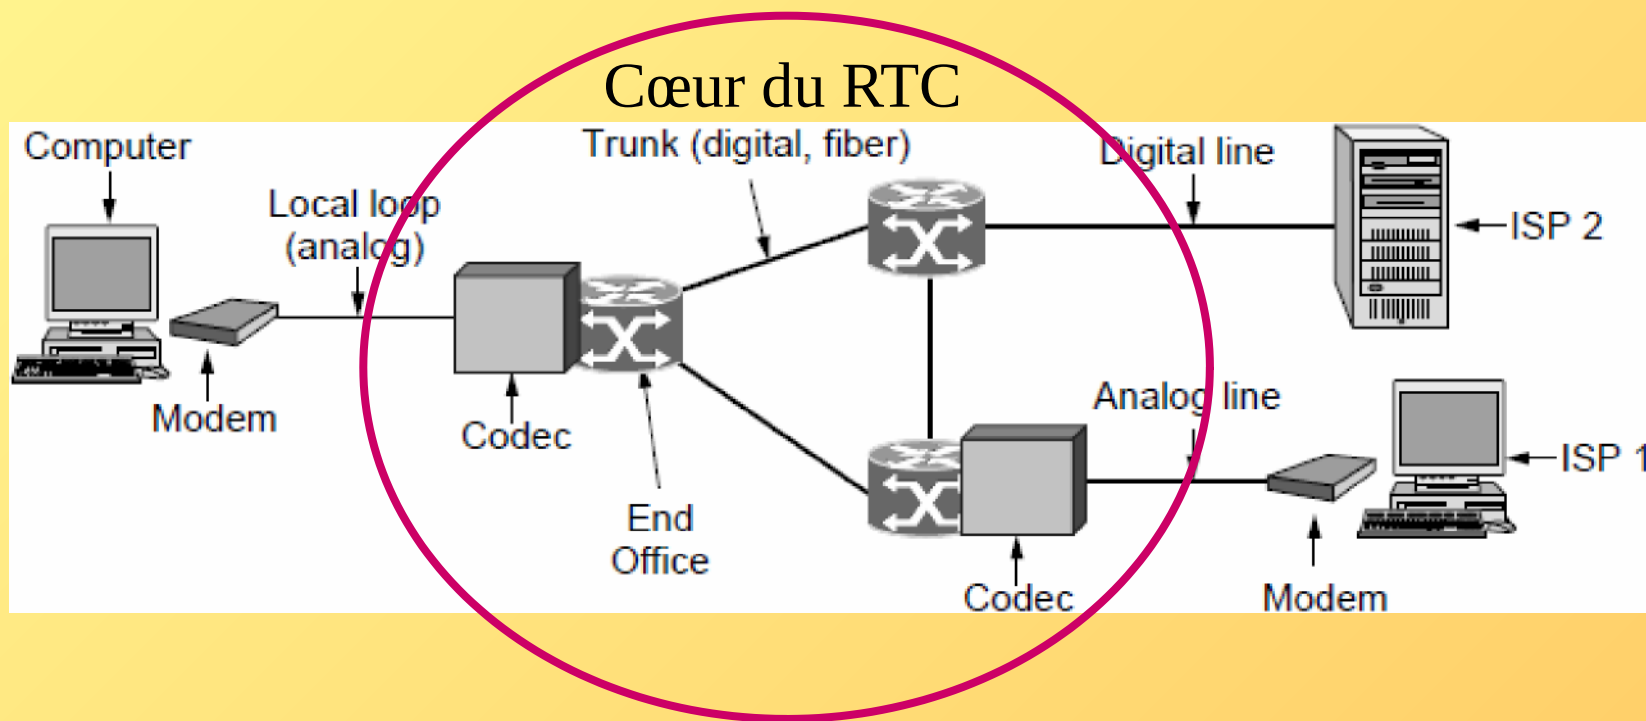 Cœur du RTC
Computer
Trunk (digital, fiber)
Digital line
Local loop
(analog)
ISP 2
Modem
Codec
Analog line
ISP 1
End
Office
Codec
Modem